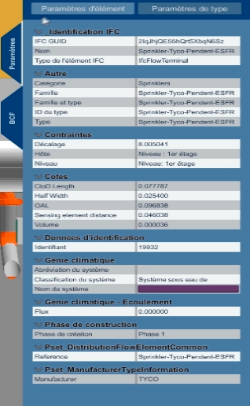 Paramètres d'élément
Paramètres de type
Paramètres
BCF
Identification IFC
IFC GUID
Nom Sprinkler-Tyco-Pendent-ESFR
Type de l'élément IFC IfcFlowTerminal
Autre
Catégorie Sprinklers
Famille Sprinkler-Tyco-Pendent-ESFR
Famille et type Sprinkler-Tyco-Pendent-ESFR
ID du type Sprinkler-Tyco-Pendent-ESFR
Type Sprinkler-Tyco-Pendent-ESFR
Contraintes
Décalage 8.005041
Hôte Niveau : 1er étage
Niveau Niveau : 1er étage
Cotes
CtoO Length 0.077787
Half Width 0.025400
OAL 0.096838
Sensing element distance 0.046038
Volume 0.000036
Données d'identification
Identifiant 19932
Génie climatique
Abréviation du système
Classification du système Système sous eau de
Nom du système
Génie climatique - Ecoulement
Flux 0.000000
Phase de construction
Phase de création Phase 1
Pset_DistributionFlowElementCommon
Reference Sprinkler-Tyco-Pendent-ESFR
Pset_ManufacturerTypeInformation
Manufacturer TYCO